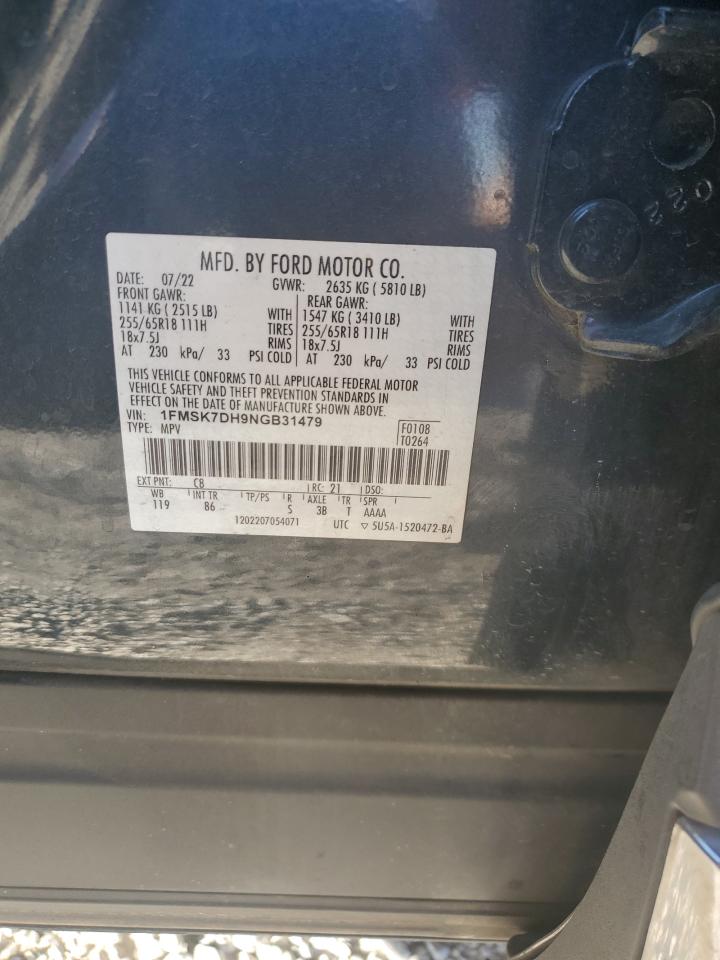 MFD. BY FORD MOTOR CO.
DATE: 07/22 GVWR: 2635 KG ( 5810 LB)
FRONT GAWR: REAR GAWR:
1141 KG ( 2515 LB) WITH 1547 KG ( 3410 LB) WITH
255/65R18 111H TIRES 255/65R18 111H TIRES
18x7.5J RIMS 18x7.5J RIMS
AT 230 kPa/ 33 PSI COLD AT 230 kPa/ 33 PSI COLD
THIS VEHICLE CONFORMS TO ALL APPLICABLE FEDERAL MOTOR
VEHICLE SAFETY AND THEFT PREVENTION STANDARDS IN
EFFECT ON THE DATE OF MANUFACTURE SHOWN ABOVE.
VIN: 1FMSK7DH9NGB31479 F0108
TYPE: MPV T0264
EXT PNT: C8 RC: 21 DSO:
WB INT TR TP/PS R AXLE TR SPR
119 86 S 3B T AAAA
1202207054071 UTC ▽ 5U5A-1520472-BA
022